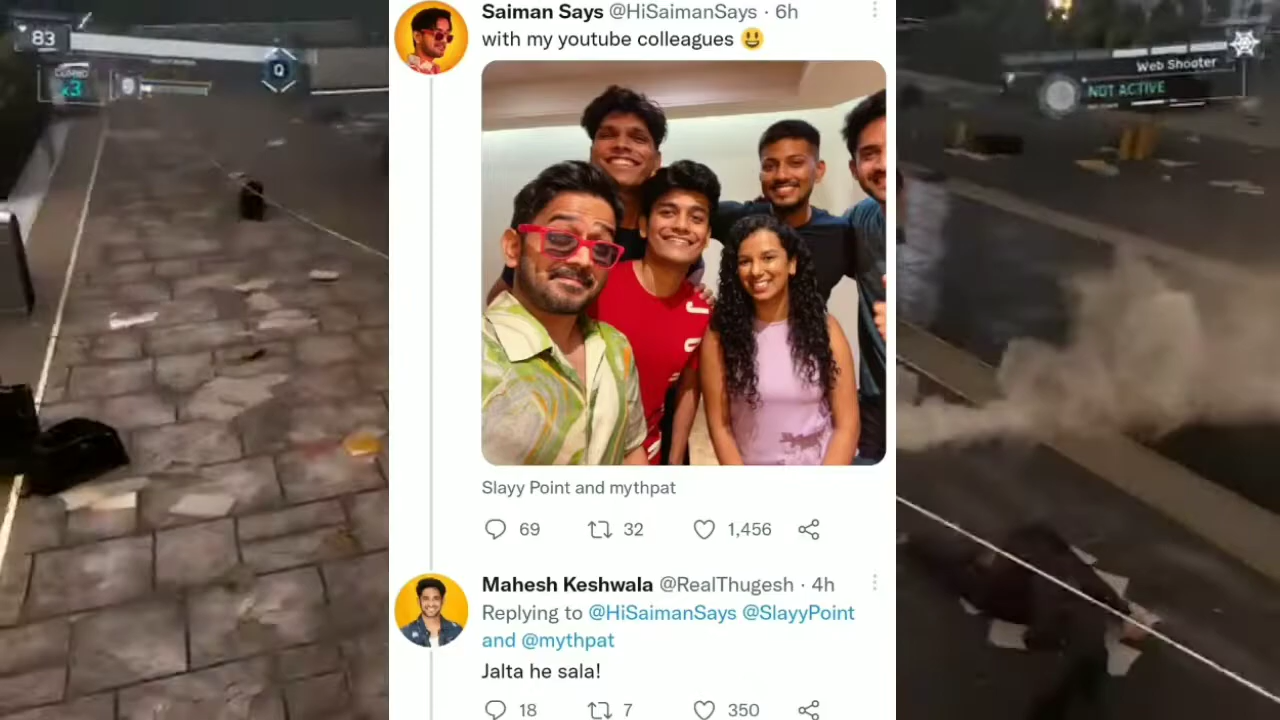 83
x3
Q
Web Shooter
NOT ACTIVE
Saiman Says @HiSaimanSays · 6h
with my youtube colleagues 😃
Slayy Point and mythpat
69 32 1,456
Mahesh Keshwala @RealThugesh · 4h
Replying to @HiSaimanSays @SlayyPoint
and @mythpat
Jalta he sala!
18 7 350